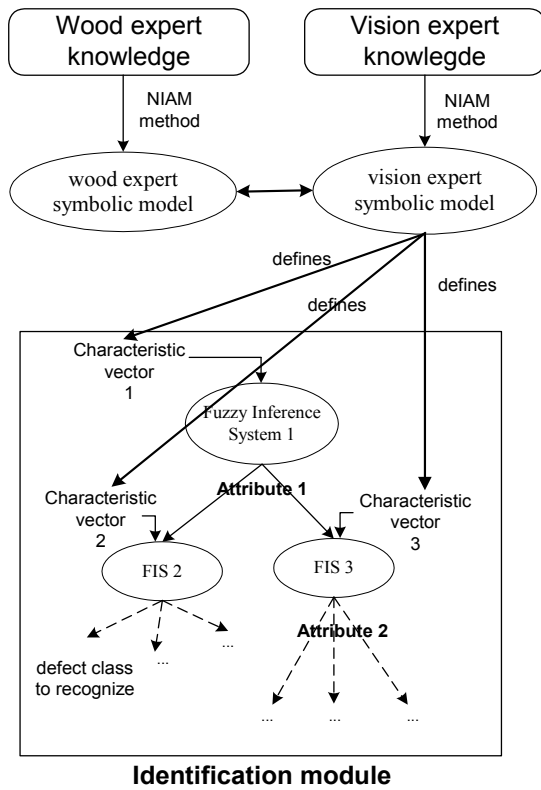 Wood expert
knowledge
Vision expert
knowlegde
NIAM
method
NIAM
method
wood expert
symbolic model
vision expert
symbolic model
defines
defines
defines
Characteristic
vector
1
Fuzzy Inference
System 1
Attribute 1
Characteristic
vector
2
Characteristic
vector
3
FIS 2
FIS 3
Attribute 2
...
...
defect class
to recognize
...
...
...
Identification module